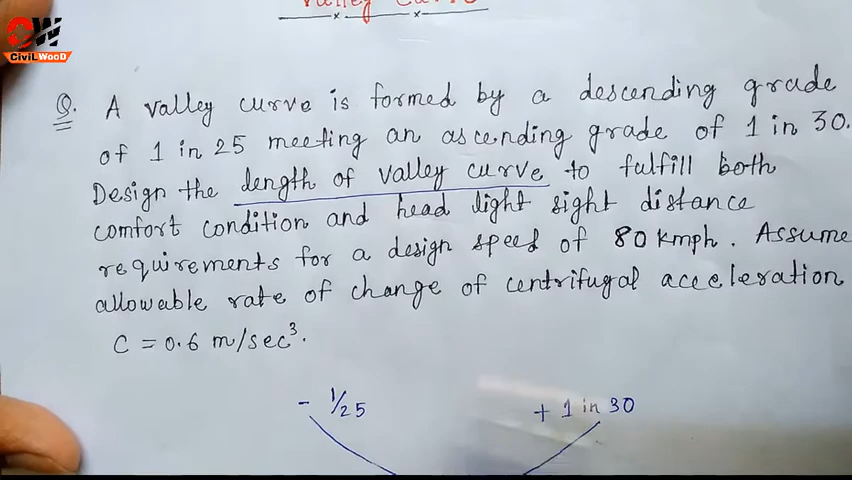 Valley Curve
CW
CiViLWooD
Q. A valley curve is formed by a descending grade
of 1 in 25 meeting an ascending grade of 1 in 30.
Design the length of valley curve to fulfill both
comfort condition and head light sight distance
requirements for a design speed of 80 kmph. Assume
allowable rate of change of centrifugal acceleration
C = 0.6 m/sec³.
- 1/25 + 1 in 30